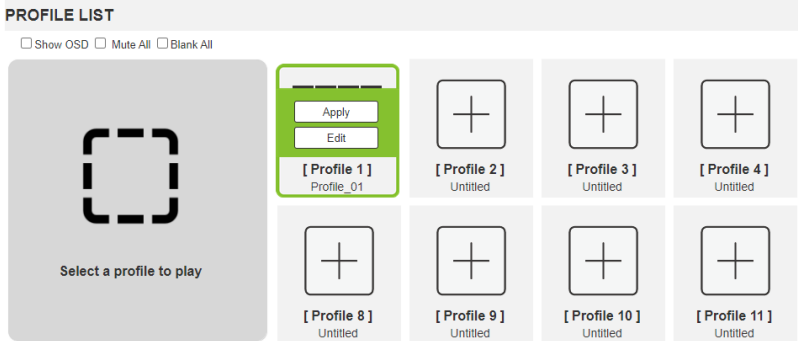 PROFILE LIST
Show OSD Mute All Blank All
Apply
Edit
[ Profile 1 ] [ Profile 2 ] [ Profile 3 ] [ Profile 4 ]
Profile_01 Untitled Untitled Untitled
Select a profile to play
[ Profile 8 ] [ Profile 9 ] [ Profile 10 ] [ Profile 11 ]
Untitled Untitled Untitled Untitled